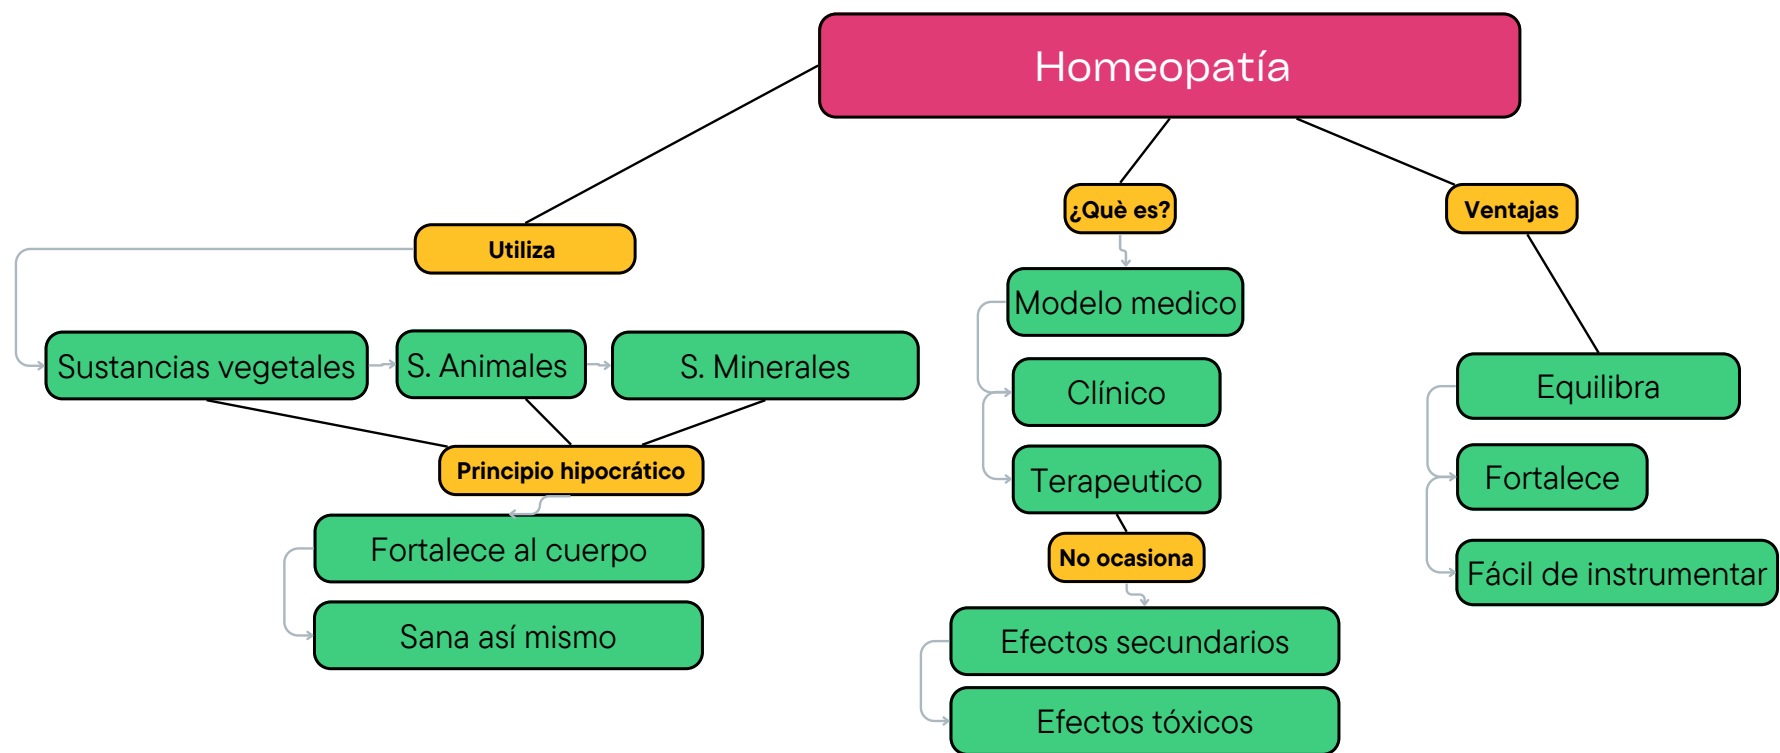 Homeopatía
Utiliza
Sustancias vegetales
S. Animales
S. Minerales
Principio hipocrático
Fortalece al cuerpo
Sana así mismo
¿Què es?
Modelo medico
Clínico
Terapeutico
No ocasiona
Efectos secundarios
Efectos tóxicos
Ventajas
Equilibra
Fortalece
Fácil de instrumentar